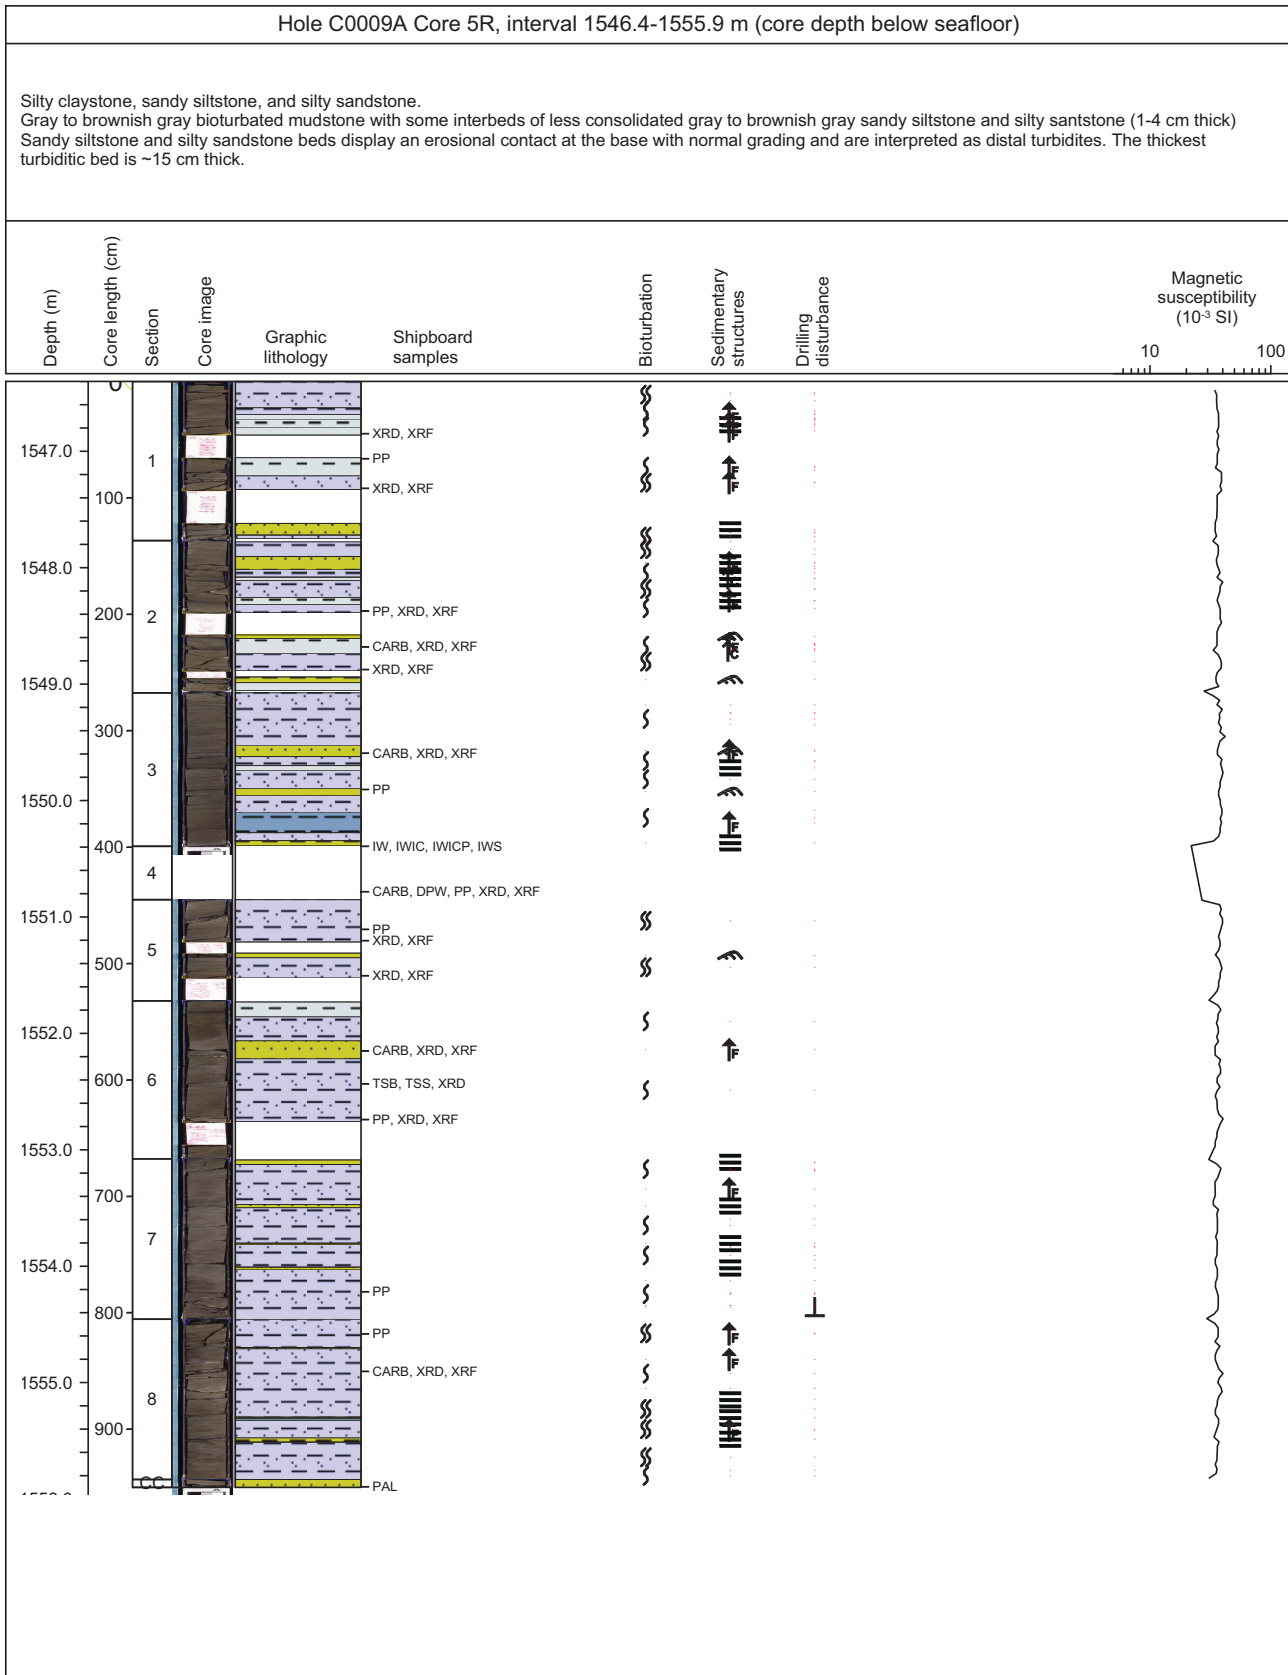 Hole C0009A Core 5R, interval 1546.4-1555.9 m (core depth below seafloor)
Silty claystone, sandy siltstone, and silty sandstone.
Gray to brownish gray bioturbated mudstone with some interbeds of less consolidated gray to brownish gray sandy siltstone and silty santstone (1-4 cm thick)
Sandy siltstone and silty sandstone beds display an erosional contact at the base with normal grading and are interpreted as distal turbidites. The thickest
turbiditic bed is ~15 cm thick.
Depth (m)
Core length (cm)
Section
Core image
Graphic
lithology
Shipboard
samples
Bioturbation
Sedimentary
structures
Drilling
disturbance
Magnetic
susceptibility
(10-3 SI)
10 100
0
XRD, XRF
1547.0
PP
1
XRD, XRF
100
1548.0
PP, XRD, XRF
200
2
CARB, XRD, XRF
XRD, XRF
1549.0
300
CARB, XRD, XRF
3
PP
1550.0
400
IW, IWIC, IWICP, IWS
4
CARB, DPW, PP, XRD, XRF
1551.0
PP
XRD, XRF
5
500
XRD, XRF
1552.0
CARB, XRD, XRF
600
6
TSB, TSS, XRD
PP, XRD, XRF
1553.0
700
7
1554.0
PP
800
PP
CARB, XRD, XRF
1555.0
8
900
CC
PAL